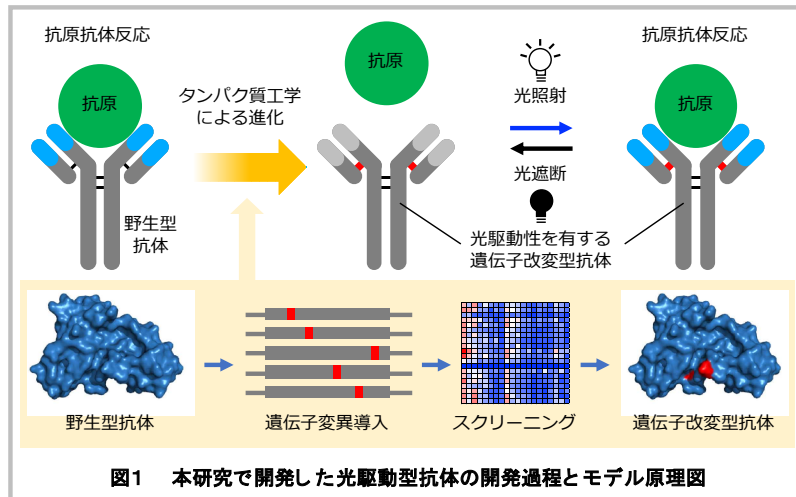 抗原抗体反応
抗原
野生型
抗体
タンパク質工学
による進化
抗原
光照射
光遮断
光駆動性を有する
遺伝子改変型抗体
抗原抗体反応
抗原
野生型抗体
遺伝子変異導入
スクリーニング
遺伝子改変型抗体
図1 本研究で開発した光駆動型抗体の開発過程とモデル原理図